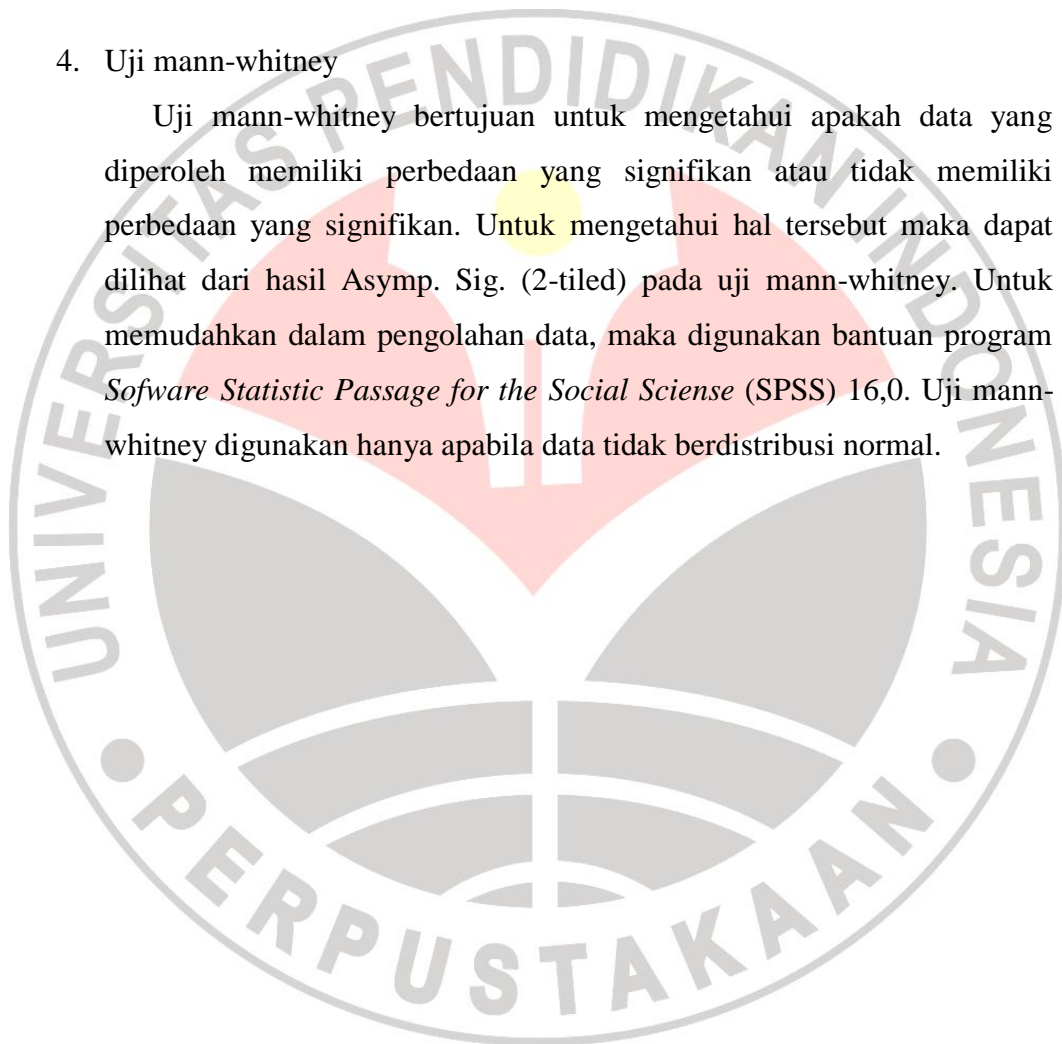 4. Uji mann-whitney
Uji mann-whitney bertujuan untuk mengetahui apakah data yang
diperoleh memiliki perbedaan yang signifikan atau tidak memiliki
perbedaan yang signifikan. Untuk mengetahui hal tersebut maka dapat
dilihat dari hasil Asymp. Sig. (2-tiled) pada uji mann-whitney. Untuk
memudahkan dalam pengolahan data, maka digunakan bantuan program
Sofware Statistic Passage for the Social Sciense (SPSS) 16,0. Uji mann-
whitney digunakan hanya apabila data tidak berdistribusi normal.
UNIVERSITAS PENDIDIKAN INDONESIA
PERPUSTAKAAN